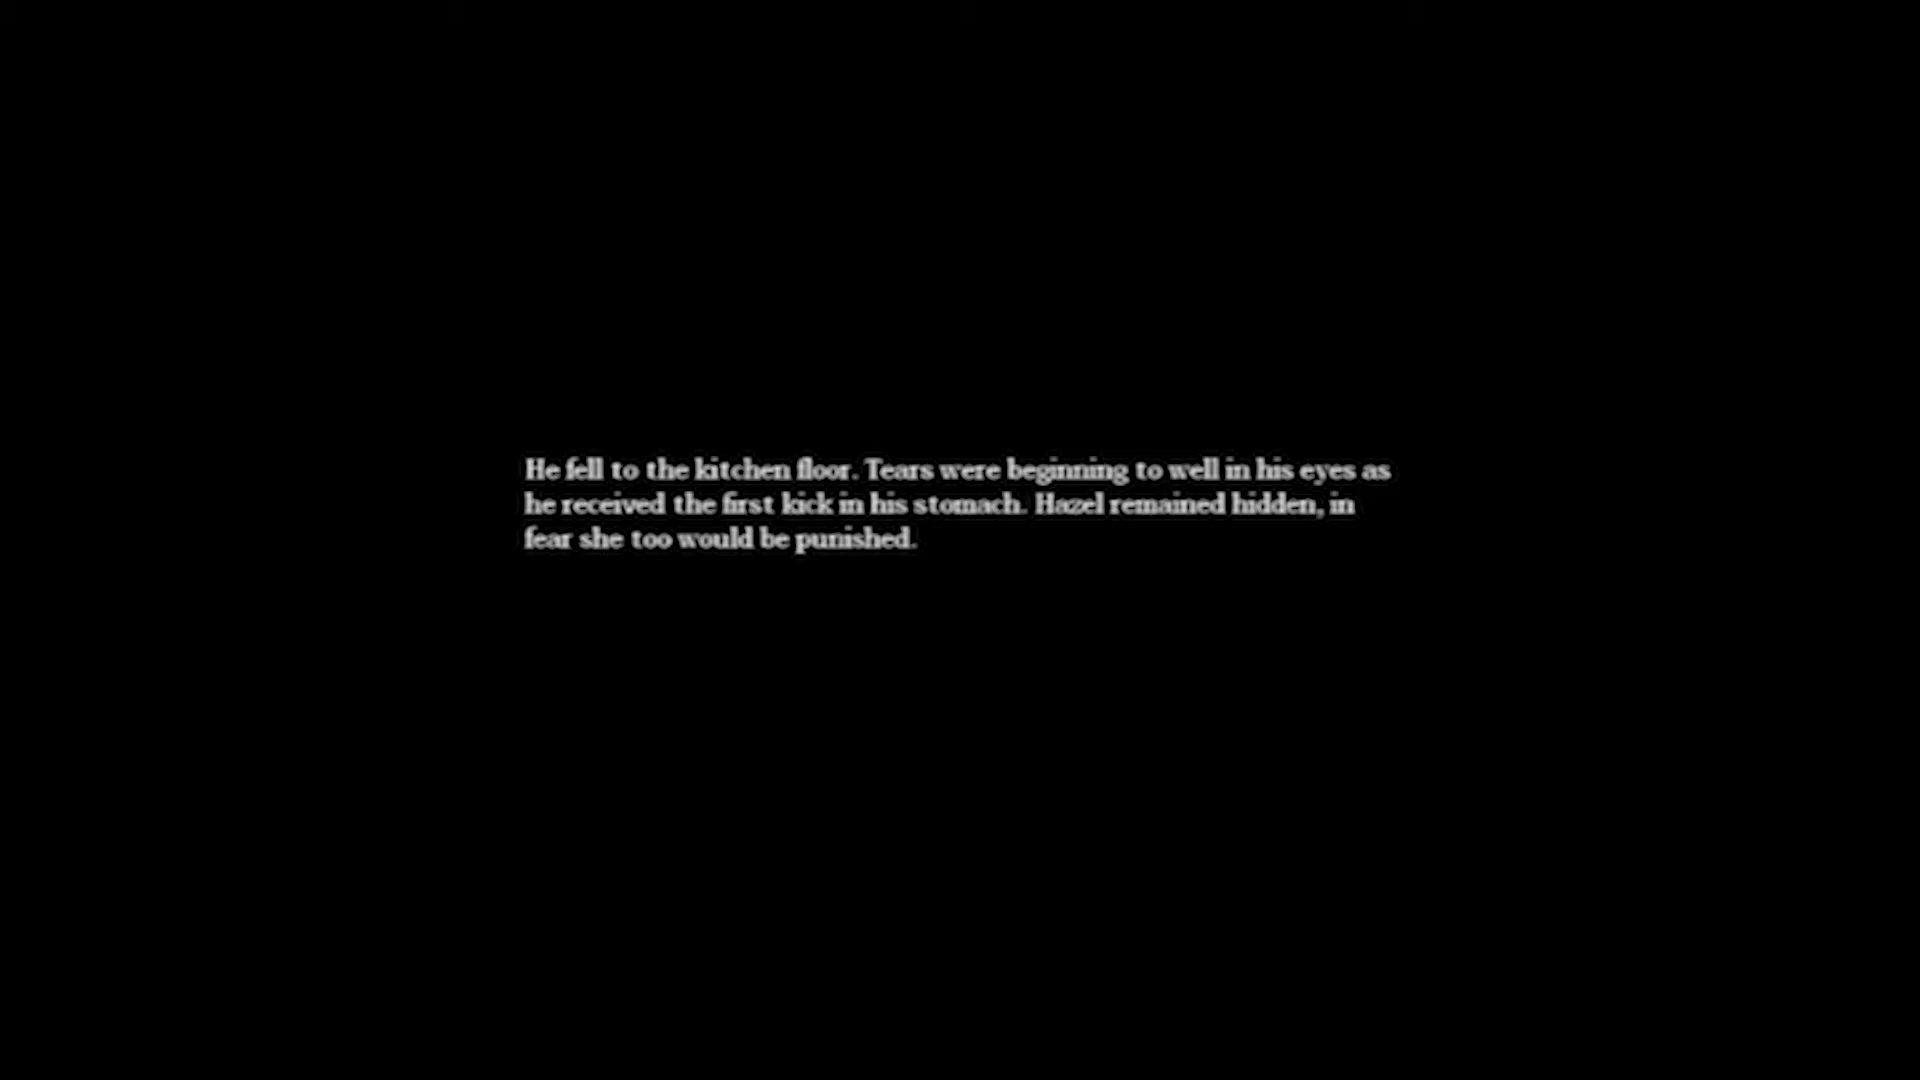 He fell to the kitchen floor. Tears were beginning to well in his eyes as
he received the first kick in his stomach. Hazel remained hidden, in
fear she too would be punished.